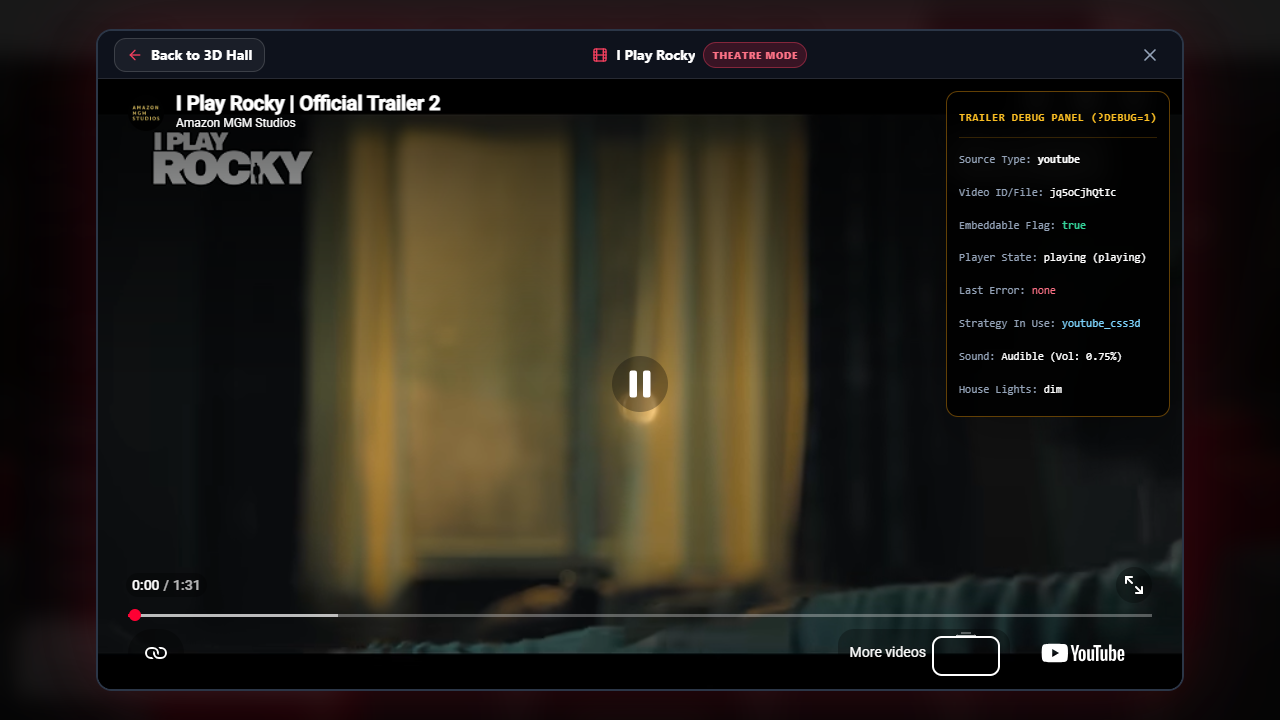 Back to 3D Hall
I Play Rocky
THEATRE MODE
AMAZON
MGM
STUDIOS
I Play Rocky | Official Trailer 2
Amazon MGM Studios
I PLAY
ROCKY
TRAILER DEBUG PANEL (?DEBUG=1)
Source Type: youtube
Video ID/File: jq5oCjhQtIc
Embeddable Flag: true
Player State: playing (playing)
Last Error: none
Strategy In Use: youtube_css3d
Sound: Audible (Vol: 0.75%)
House Lights: dim
0:00 / 1:31
More videos
YouTube